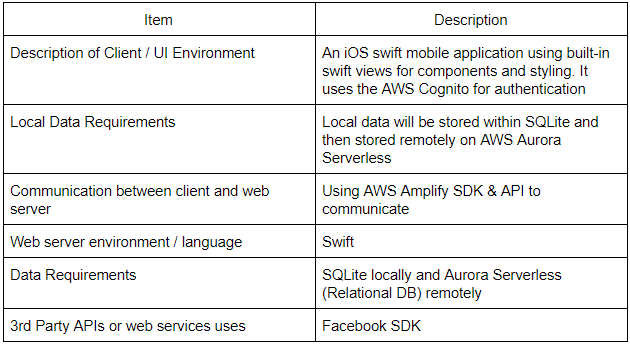 Item
Description
Description of Client / UI Environment
An iOS swift mobile application using built-in
swift views for components and styling. It
uses the AWS Cognito for authentication
Local Data Requirements
Local data will be stored within SQLite and
then stored remotely on AWS Aurora
Serverless
Communication between client and web
server
Using AWS Amplify SDK & API to
communicate
Web server environment / language
Swift
Data Requirements
SQLite locally and Aurora Serverless
(Relational DB) remotely
3rd Party APIs or web services uses
Facebook SDK